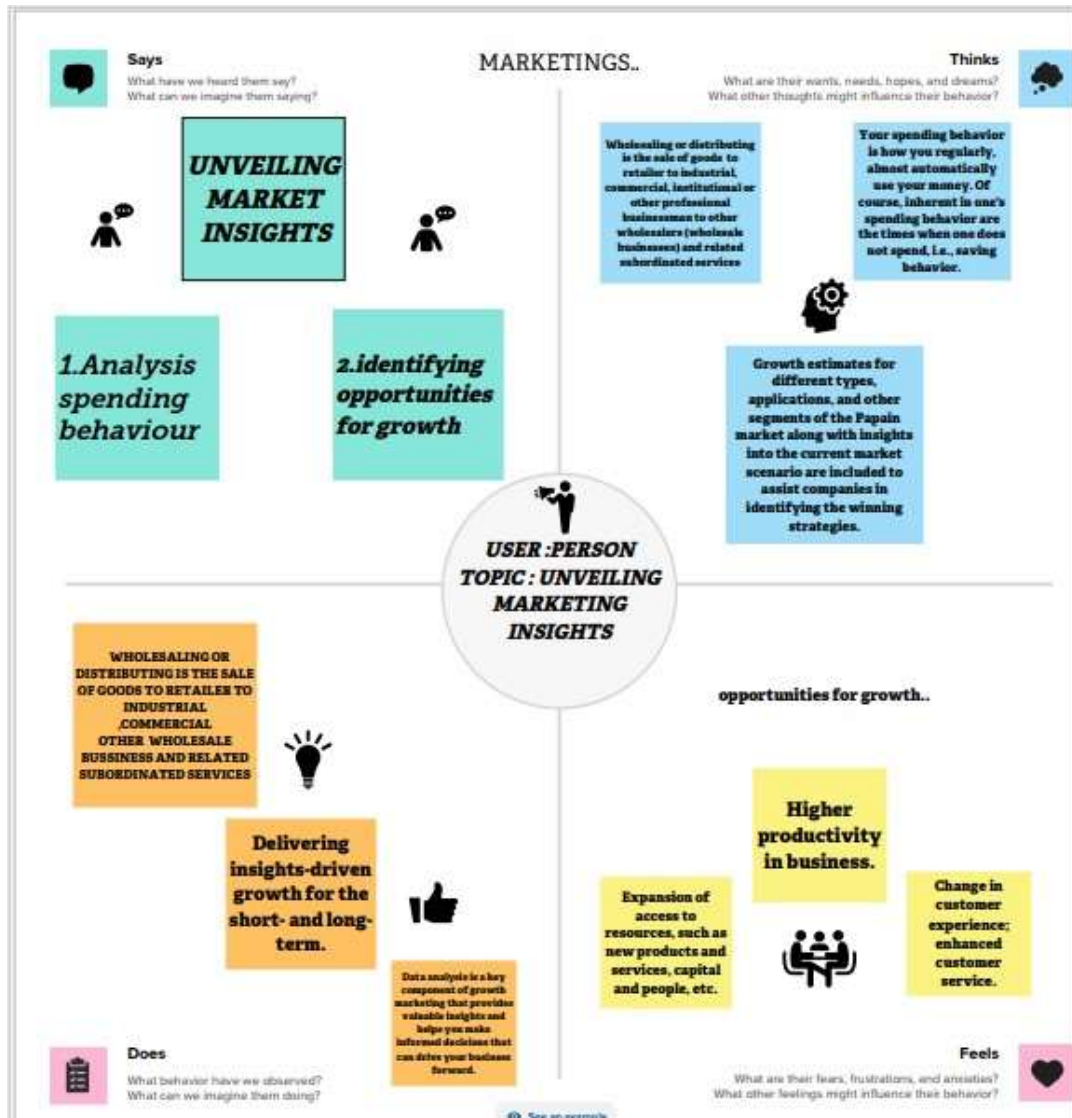 MARKETINGS..
Says
What have we heard them say?
What can we imagine them saying?
UNVEILING
MARKET
INSIGHTS
1.Analysis
spending
behaviour
2.identifying
opportunities
for growth
Thinks
What are their wants, needs, hopes, and dreams?
What other thoughts might influence their behavior?
Wholesaling or distributing
is the sale of goods to
retailer to industrial,
commercial, institutional or
other professional
businessman to other
wholesalers (wholesale
businesses) and related
subordinated services
Your spending behavior
is how you regularly,
almost automatically
use your money. Of
course, inherent in one's
spending behavior are
the times when one does
not spend, i.e., saving
behavior.
Growth estimates for
different types,
applications, and other
segments of the Papain
market along with insights
into the current market
scenario are included to
assist companies in
identifying the winning
strategies.
USER :PERSON
TOPIC : UNVEILING
MARKETING
INSIGHTS
WHOLESALING OR
DISTRIBUTING IS THE SALE
OF GOODS TO RETAILER TO
INDUSTRIAL
,COMMERCIAL
OTHER WHOLESALE
BUSSINESS AND RELATED
SUBORDINATED SERVICES
Delivering
insights-driven
growth for the
short- and long-
term.
Data analysis is a key
component of growth
marketing that provides
valuable insights and
helps you make
informed decisions that
can drive your business
forward.
Does
What behavior have we observed?
What can we imagine them doing?
opportunities for growth..
Higher
productivity
in business.
Expansion of
access to
resources, such as
new products and
services, capital
and people, etc.
Change in
customer
experience;
enhanced
customer
service.
Feels
What are their fears, frustrations, and anxieties?
What other feelings might influence their behavior?
See an example